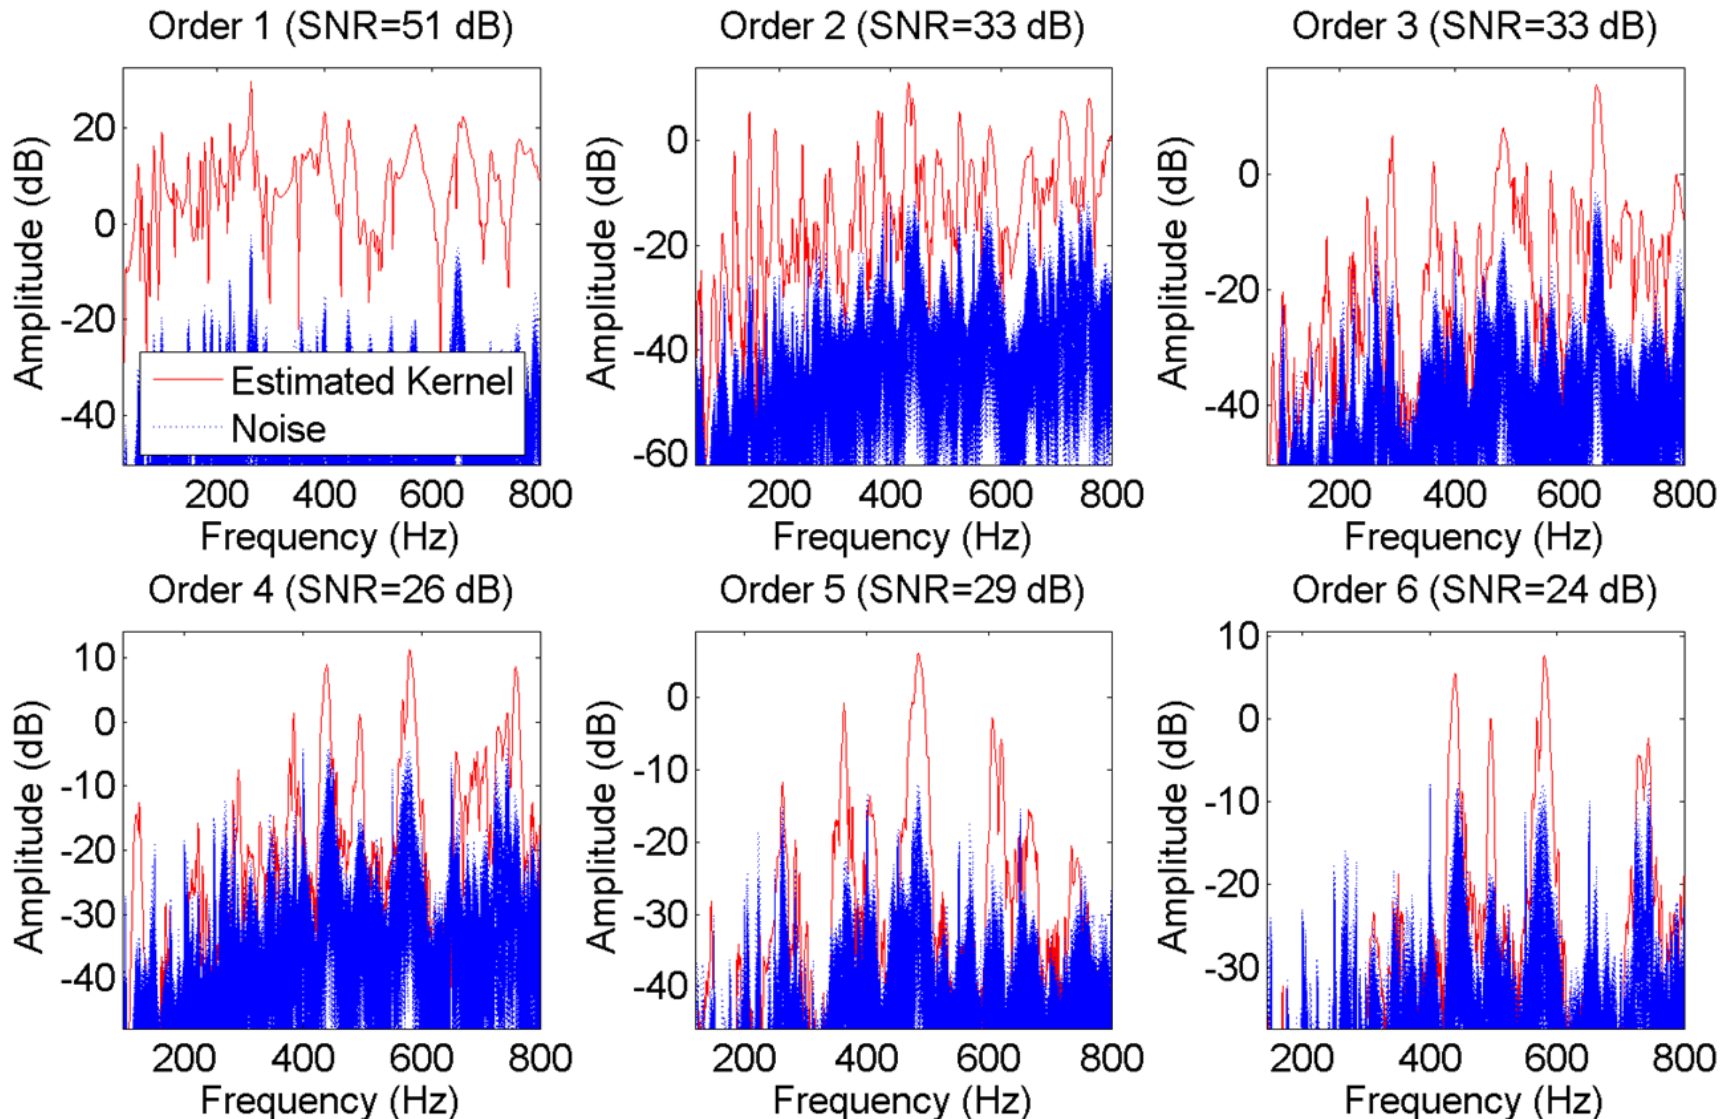 Order 1 (SNR=51 dB)
Order 2 (SNR=33 dB)
Order 3 (SNR=33 dB)
Amplitude (dB)
20
0
-20
-40
Estimated Kernel
Noise
200 400 600 800
Frequency (Hz)
Amplitude (dB)
0
-20
-40
-60
200 400 600 800
Frequency (Hz)
Amplitude (dB)
0
-20
-40
200 400 600 800
Frequency (Hz)
Order 4 (SNR=26 dB)
Order 5 (SNR=29 dB)
Order 6 (SNR=24 dB)
Amplitude (dB)
10
0
-10
-20
-30
-40
200 400 600 800
Frequency (Hz)
Amplitude (dB)
0
-10
-20
-30
-40
200 400 600 800
Frequency (Hz)
Amplitude (dB)
10
0
-10
-20
-30
200 400 600 800
Frequency (Hz)